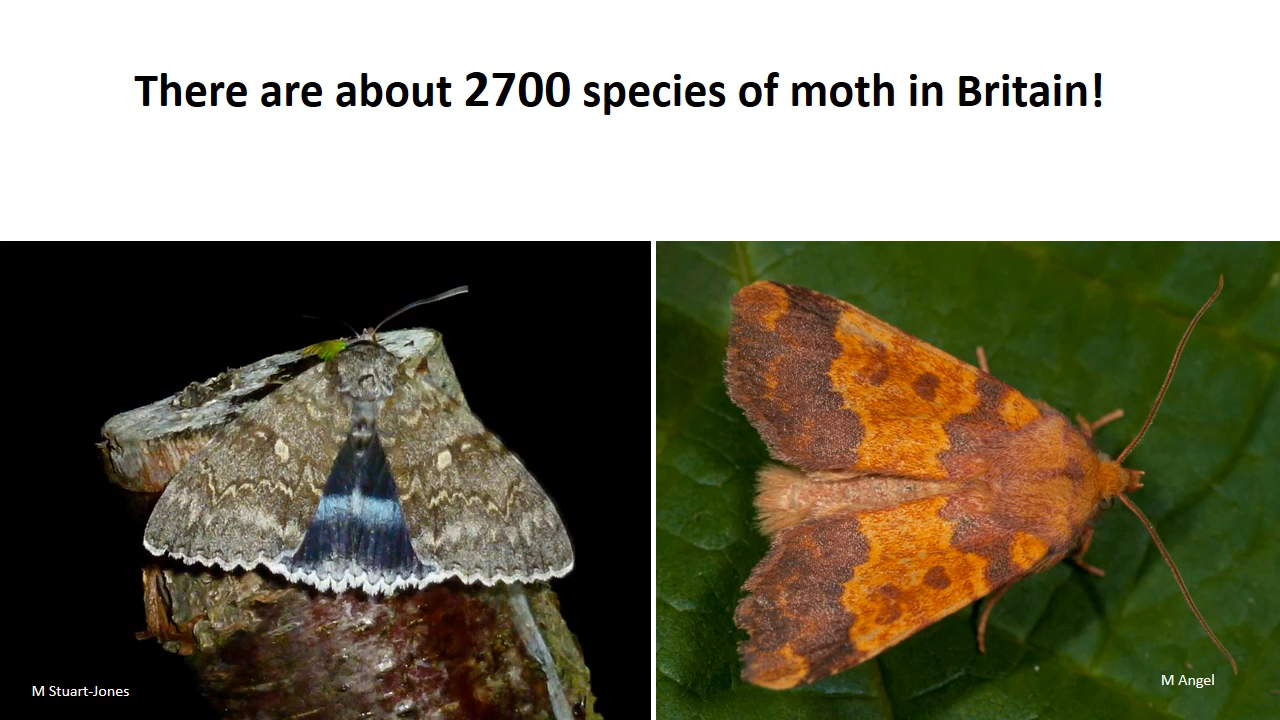 There are about 2700 species of moth in Britain!
M Stuart-Jones
M Angel